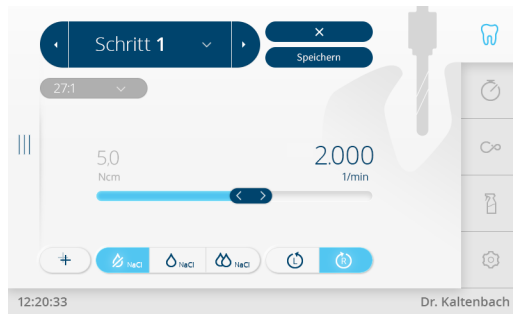 Schritt 1
×
Speichern
27:1
5.0
Ncm
2.000
1/min
NaCl
NaCl
NaCl
L
R
12:20:33
Dr. Kaltenbach